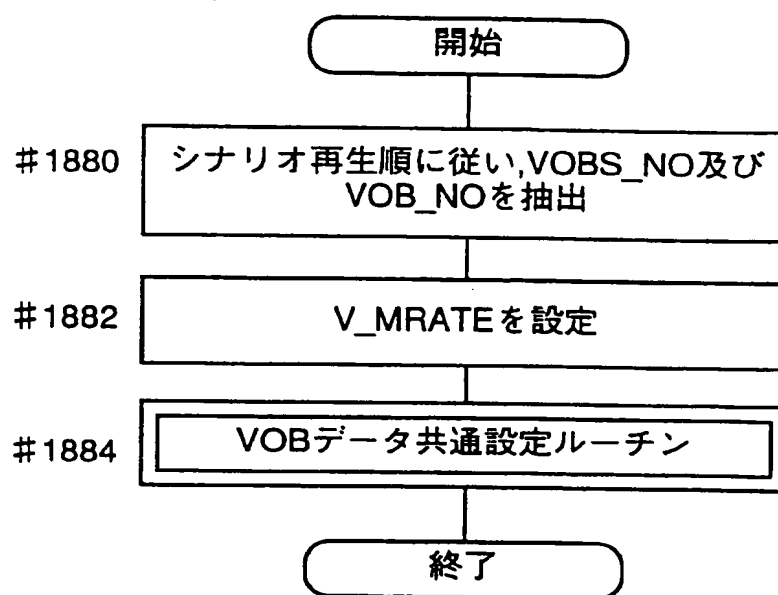 開始
#1880
シナリオ再生順に従い,VOBS_NO及び
VOB_NOを抽出
#1882
V_MRATEを設定
#1884
VOBデータ共通設定ルーチン
終了